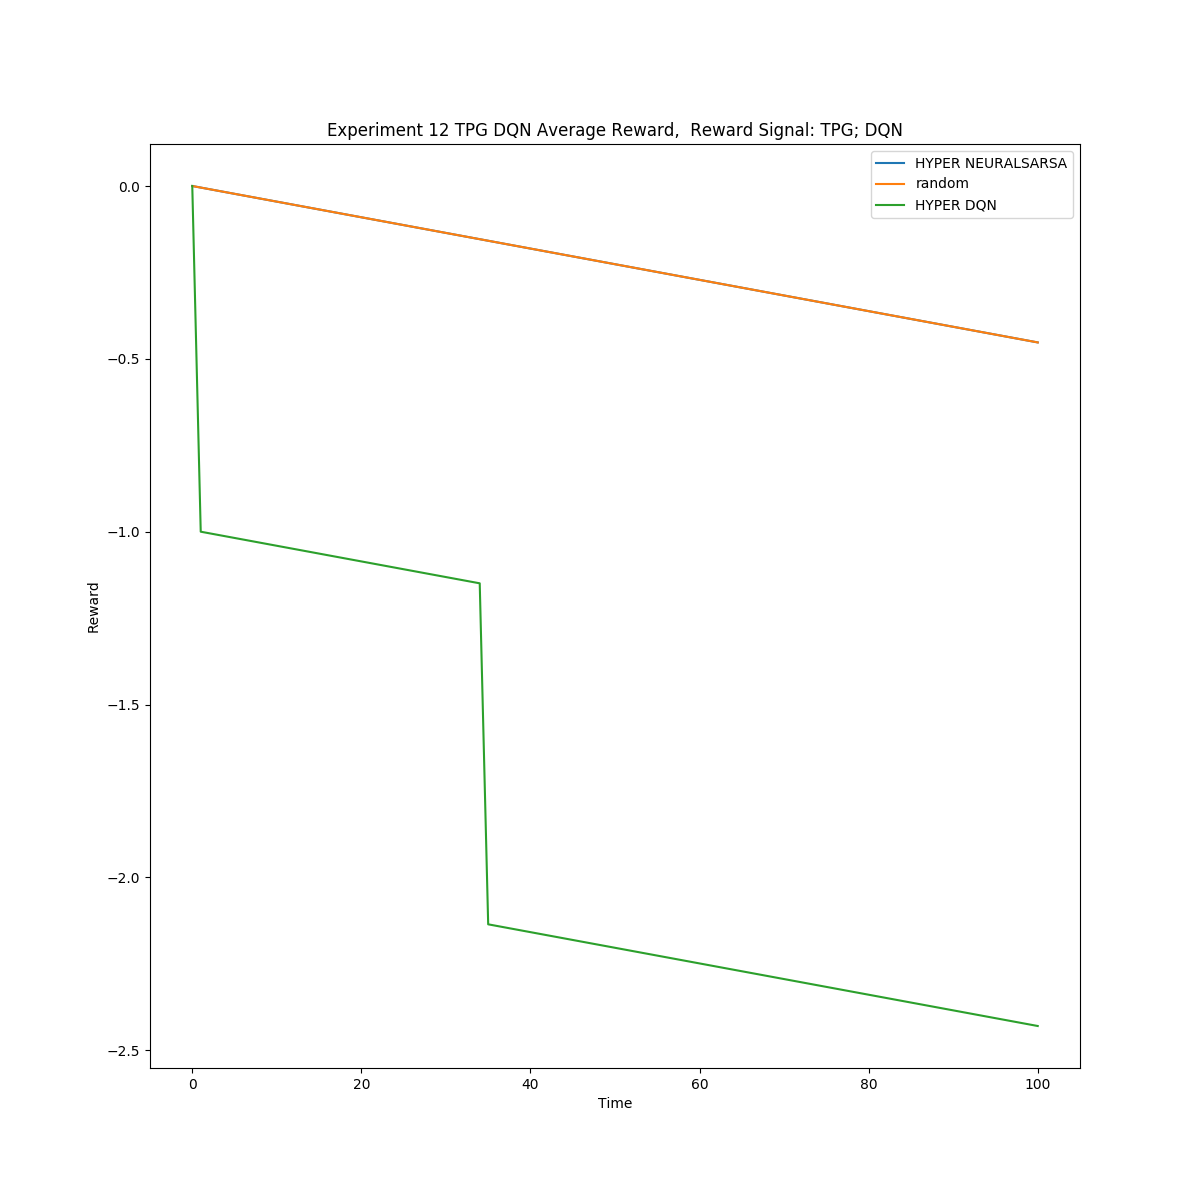 Experiment 12 TPG DQN Average Reward,  Reward Signal: TPG; DQN
HYPER NEURALSARSA
random
HYPER DQN
0.0
−0.5
−1.0
−1.5
−2.0
−2.5
Reward
0 20 40 60 80 100
Time